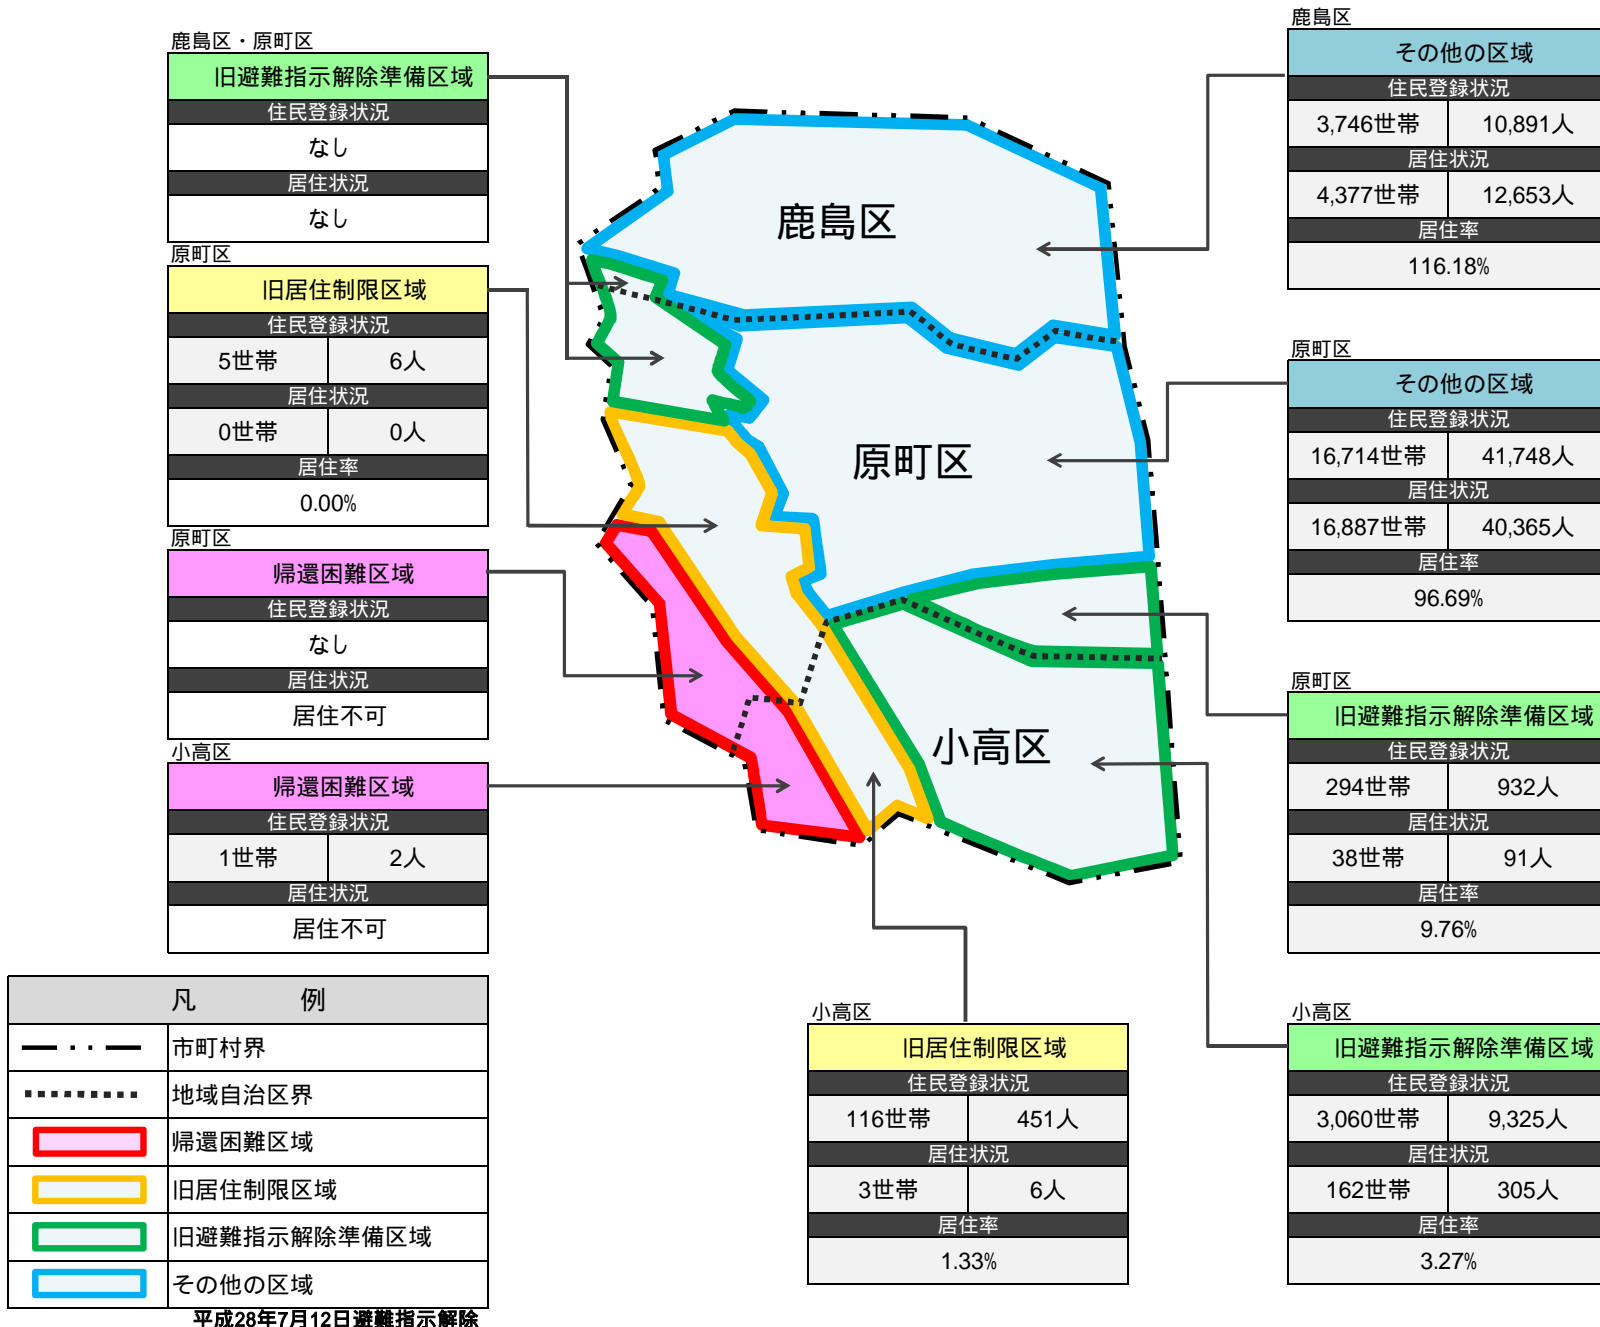 鹿島区・原町区
旧避難指示解除準備区域
住民登録状況
なし
居住状況
なし
原町区
旧居住制限区域
住民登録状況
5世帯 6人
居住状況
0世帯 0人
居住率
0.00%
原町区
帰還困難区域
住民登録状況
なし
居住状況
居住不可
小高区
帰還困難区域
住民登録状況
1世帯 2人
居住状況
居住不可
凡 例
市町村界
地域自治区界
帰還困難区域
旧居住制限区域
旧避難指示解除準備区域
その他の区域
平成28年7月12日避難指示解除
鹿島区
原町区
小高区
小高区
旧居住制限区域
住民登録状況
116世帯 451人
居住状況
3世帯 6人
居住率
1.33%
鹿島区
その他の区域
住民登録状況
3,746世帯 10,891人
居住状況
4,377世帯 12,653人
居住率
116.18%
原町区
その他の区域
住民登録状況
16,714世帯 41,748人
居住状況
16,887世帯 40,365人
居住率
96.69%
原町区
旧避難指示解除準備区域
住民登録状況
294世帯 932人
居住状況
38世帯 91人
居住率
9.76%
小高区
旧避難指示解除準備区域
住民登録状況
3,060世帯 9,325人
居住状況
162世帯 305人
居住率
3.27%